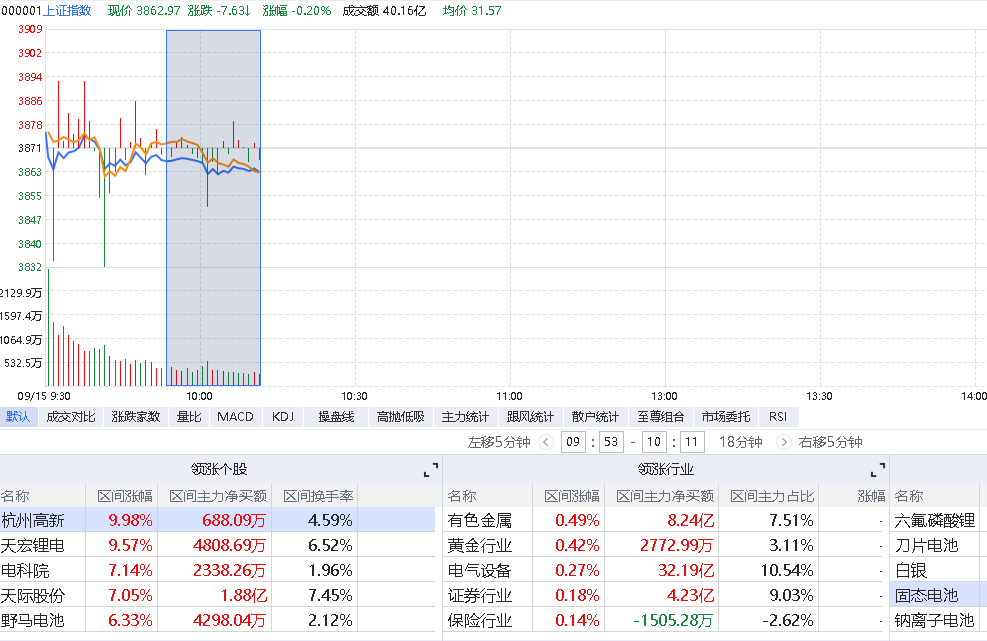 000001上证指数 现价 3862.97 涨跌 -7.63↓ 涨幅 -0.20% 成交额 40.16亿 均价 31.57
3909
3902
3894
3886
3878
3871
3863
3855
3847
3840
3832
2129.9万
1597.4万
1064.9万
532.5万
09/15 9:30 10:00 10:30 11:00 13:00 13:30 14:00
默认 成交对比 涨跌家数 量比 MACD KDJ 操盘线 高抛低吸 主力统计 跟风统计 散户统计 至尊组合 市场委托 RSI
左移5分钟 09 : 53 - 10 : 11 18分钟 右移5分钟
领涨个股 领涨行业
名称 区间涨幅 区间主力净买额 区间换手率 名称 区间涨幅 区间主力净买额 区间主力占比 涨幅 名称
杭州高新 9.98% 688.09万 4.59% 有色金属 0.49% 8.24亿 7.51% - 六氟磷酸锂
天宏锂电 9.57% 4808.69万 6.52% 黄金行业 0.42% 2772.99万 3.11% - 刀片电池
电科院 7.14% 2338.26万 1.96% 电气设备 0.27% 32.19亿 10.54% - 白银
天际股份 7.05% 1.88亿 7.45% 证券行业 0.18% 4.23亿 9.03% - 固态电池
野马电池 6.33% 4298.04万 2.12% 保险行业 0.14% -1505.28万 -2.62% - 钠离子电池